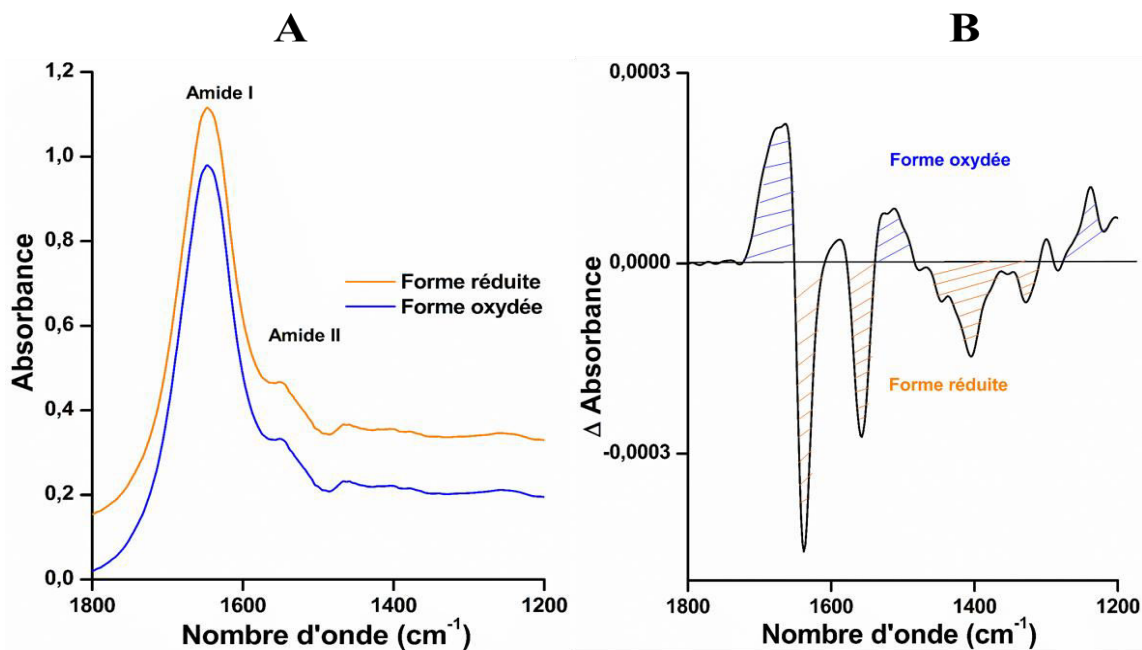 A
1,2
1,0
0,8
0,6
0,4
0,2
0,0
1800
1600
1400
1200
Absorbance
Nombre d'onde (cm-1)
Amide I
Forme réduite
Forme oxydée
Amide II
B
0,0003
0,0000
-0,0003
1800
1600
1400
1200
Δ Absorbance
Nombre d'onde (cm-1)
Forme oxydée
Forme réduite